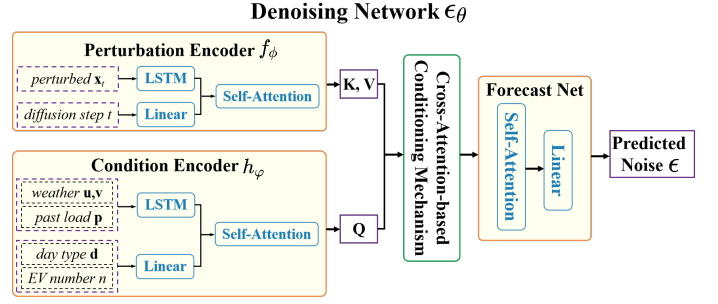 Denoising Network ϵθ
Perturbation Encoder fϕ
perturbed xt
LSTM
diffusion step t
Linear
Self-Attention
K, V
Condition Encoder hφ
weather u,v
past load p
LSTM
day type d
EV number n
Linear
Self-Attention
Q
Cross-Attention-based
Conditioning Mechanism
Forecast Net
Self-Attention
Linear
Predicted
Noise ϵ